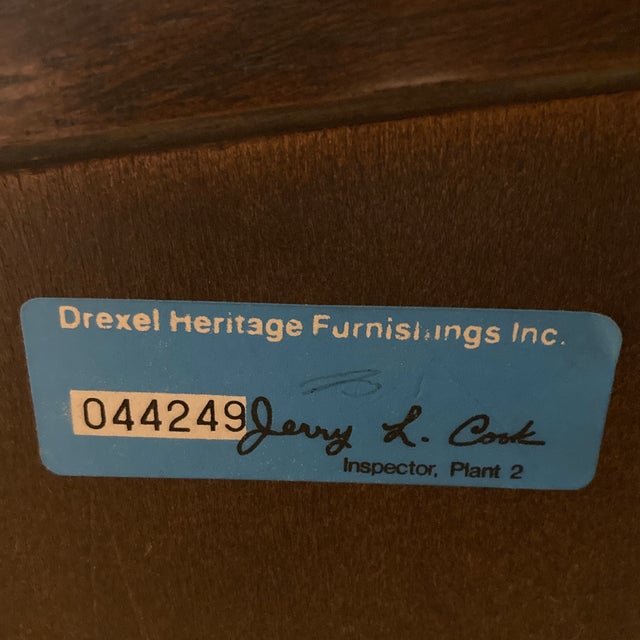 Drexel Heritage Furnishings Inc.
044249 Jerry L. Cook
Inspector, Plant 2